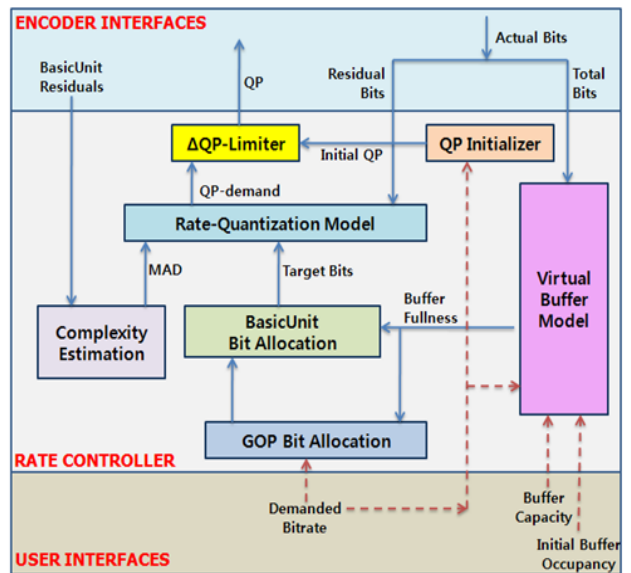 ENCODER INTERFACES
Actual Bits
BasicUnit
Residuals
QP
Residual
Bits
Total
Bits
ΔQP-Limiter
Initial QP
QP Initializer
QP-demand
Rate-Quantization Model
MAD
Target Bits
Virtual
Buffer
Model
Complexity
Estimation
BasicUnit
Bit Allocation
Buffer
Fullness
GOP Bit Allocation
RATE CONTROLLER
Demanded
Bitrate
Buffer
Capacity
Initial Buffer
Occupancy
USER INTERFACES